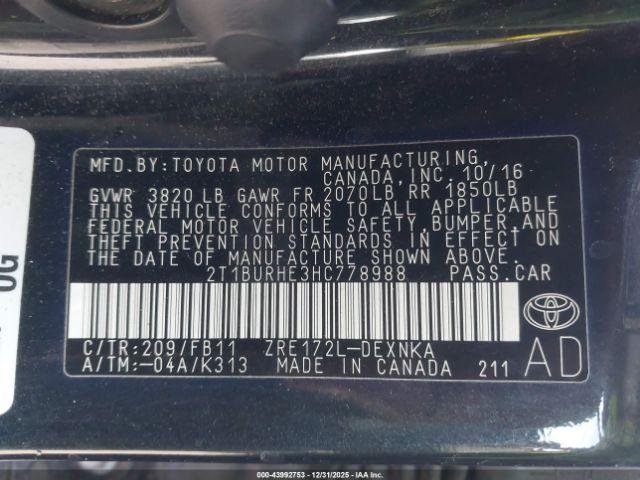 MFD. BY: TOYOTA MOTOR MANUFACTURING,
CANADA, INC. 10/16
GVWR 3820 LB GAWR FR 2070LB RR 1850LB
THIS VEHICLE CONFORMS TO ALL APPLICABLE
FEDERAL MOTOR VEHICLE SAFETY, BUMPER, AND
THEFT PREVENTION STANDARDS IN EFFECT ON
THE DATE OF MANUFACTURE SHOWN ABOVE.
2T1BURHE3HC778988 PASS. CAR
C/TR: 209/FB11 ZRE172L-DEXNKA
A/TM: -04A/K313 MADE IN CANADA 211
AD
OG
000-43992753 - 12/31/2025 - IAA Inc.